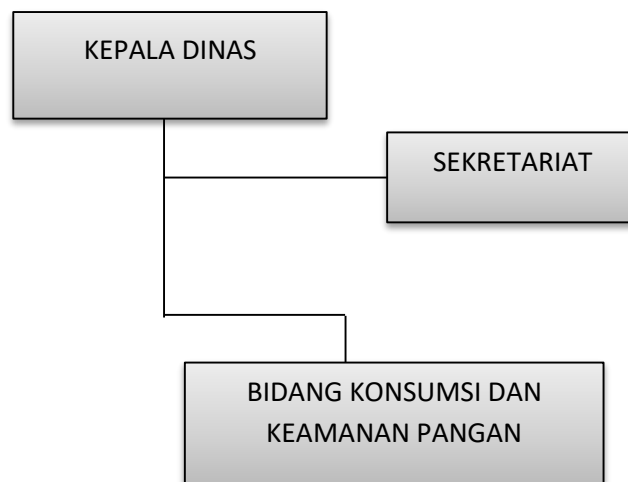 KEPALA DINAS
SEKRETARIAT
BIDANG KONSUMSI DAN
KEAMANAN PANGAN